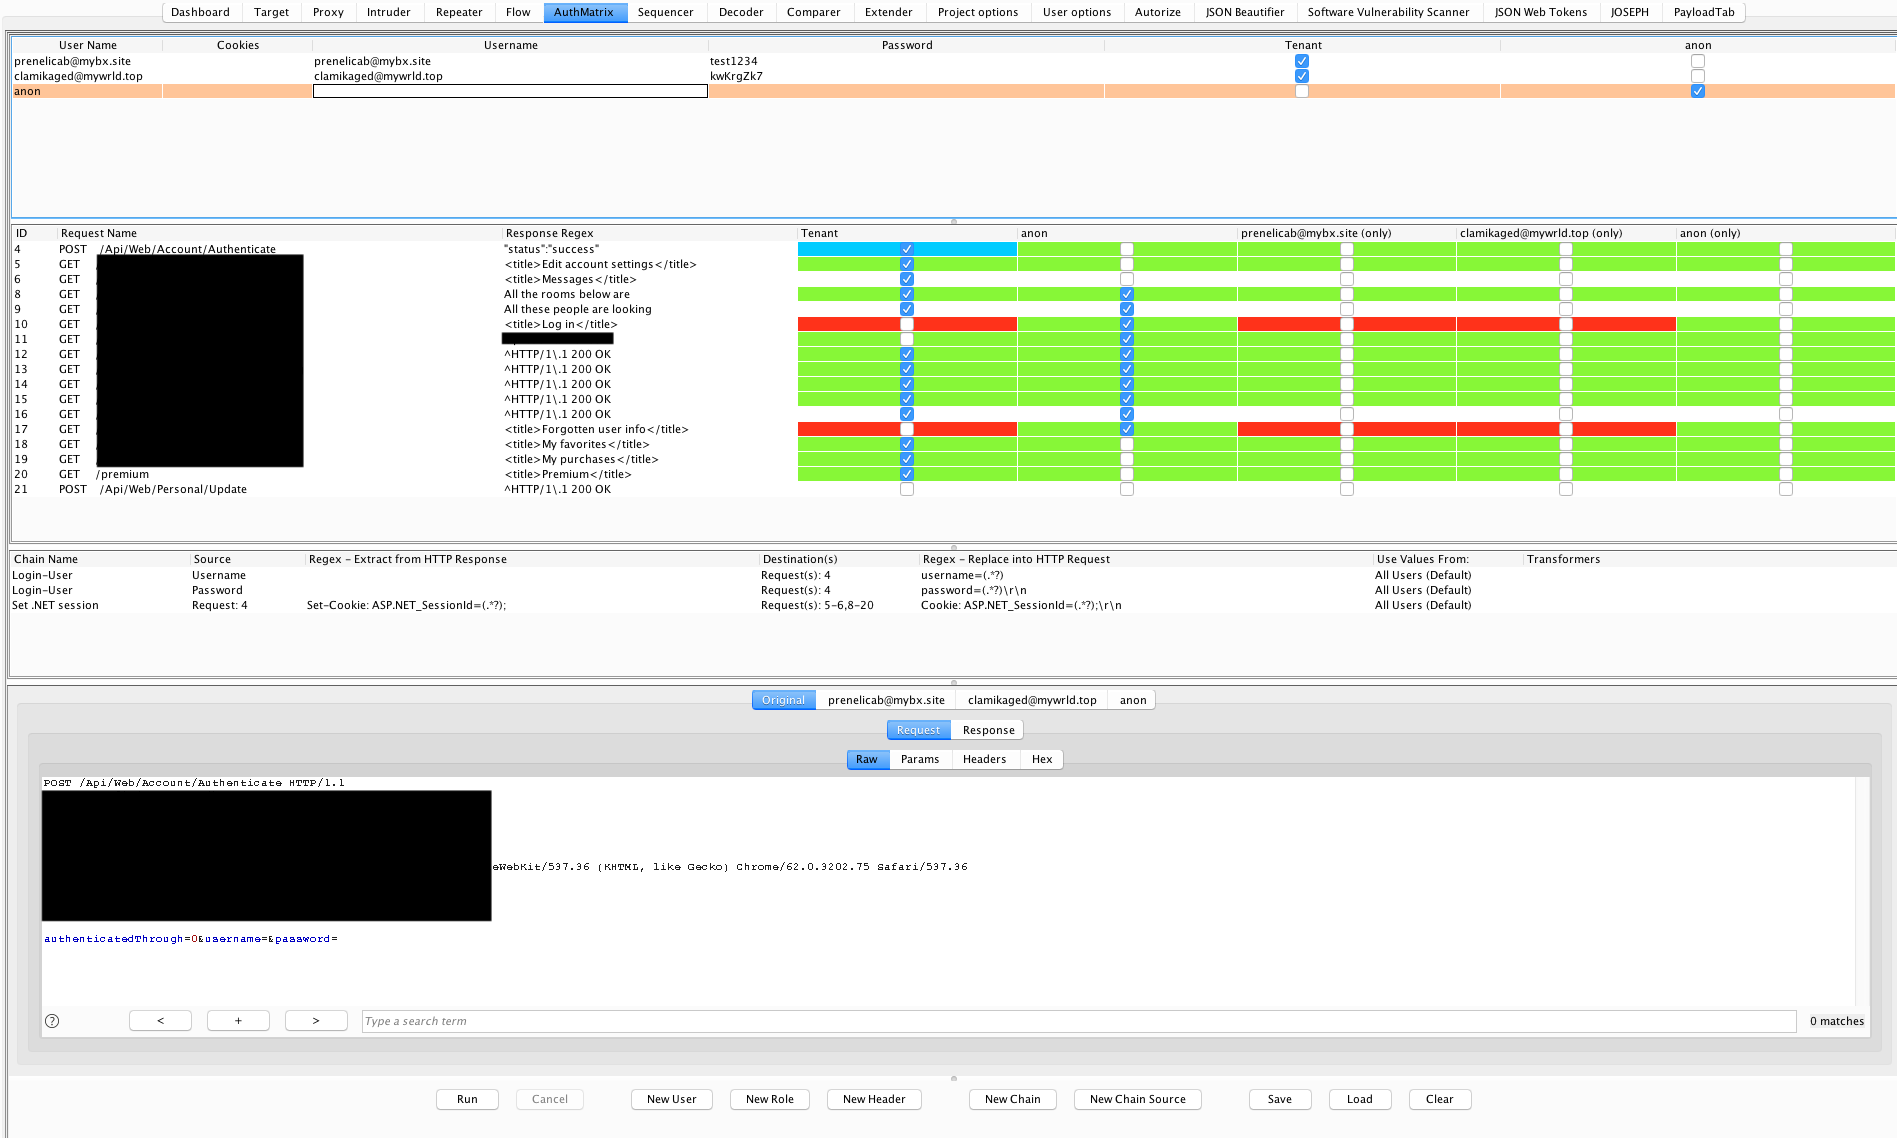 Dashboard Target Proxy Intruder Repeater Flow AuthMatrix Sequencer Decoder Comparer Extender Project options User options Autorize JSON Beautifier Software Vulnerability Scanner JSON Web Tokens JOSEPH PayloadTab
User Name Cookies Username Password Tenant anon
prenelicab@mybx.site prenelicab@mybx.site test1234
clamikaged@mywrld.top clamikaged@mywrld.top kwKrgZk7
anon
ID Request Name Response Regex Tenant anon prenelicab@mybx.site (only) clamikaged@mywrld.top (only) anon (only)
4 POST /Api/Web/Account/Authenticate "status":"success"
5 GET <title>Edit account settings</title>
6 GET <title>Messages</title>
8 GET All the rooms below are
9 GET All these people are looking
10 GET <title>Log in</title>
11 GET
12 GET ^HTTP/1\.1 200 OK
13 GET ^HTTP/1\.1 200 OK
14 GET ^HTTP/1\.1 200 OK
15 GET ^HTTP/1\.1 200 OK
16 GET ^HTTP/1\.1 200 OK
17 GET <title>Forgotten user info</title>
18 GET <title>My favorites</title>
19 GET <title>My purchases</title>
20 GET /premium <title>Premium</title>
21 POST /Api/Web/Personal/Update ^HTTP/1\.1 200 OK
Chain Name Source Regex – Extract from HTTP Response Destination(s) Regex – Replace into HTTP Request Use Values From: Transformers
Login-User Username Request(s): 4 username=(.*?) All Users (Default)
Login-User Password Request(s): 4 password=(.*?)\r\n All Users (Default)
Set .NET session Request: 4 Set-Cookie: ASP.NET_SessionId=(.*?); Request(s): 5-6,8-20 Cookie: ASP.NET_SessionId=(.*?);\r\n All Users (Default)
Original prenelicab@mybx.site clamikaged@mywrld.top anon
Request Response
Raw Params Headers Hex
POST /Api/Web/Account/Authenticate HTTP/1.1
eWebKit/537.36 (KHTML, like Gecko) Chrome/62.0.3202.75 Safari/537.36
authenticatedThrough=0&username=&password=
? < + > Type a search term 0 matches
Run Cancel New User New Role New Header New Chain New Chain Source Save Load Clear